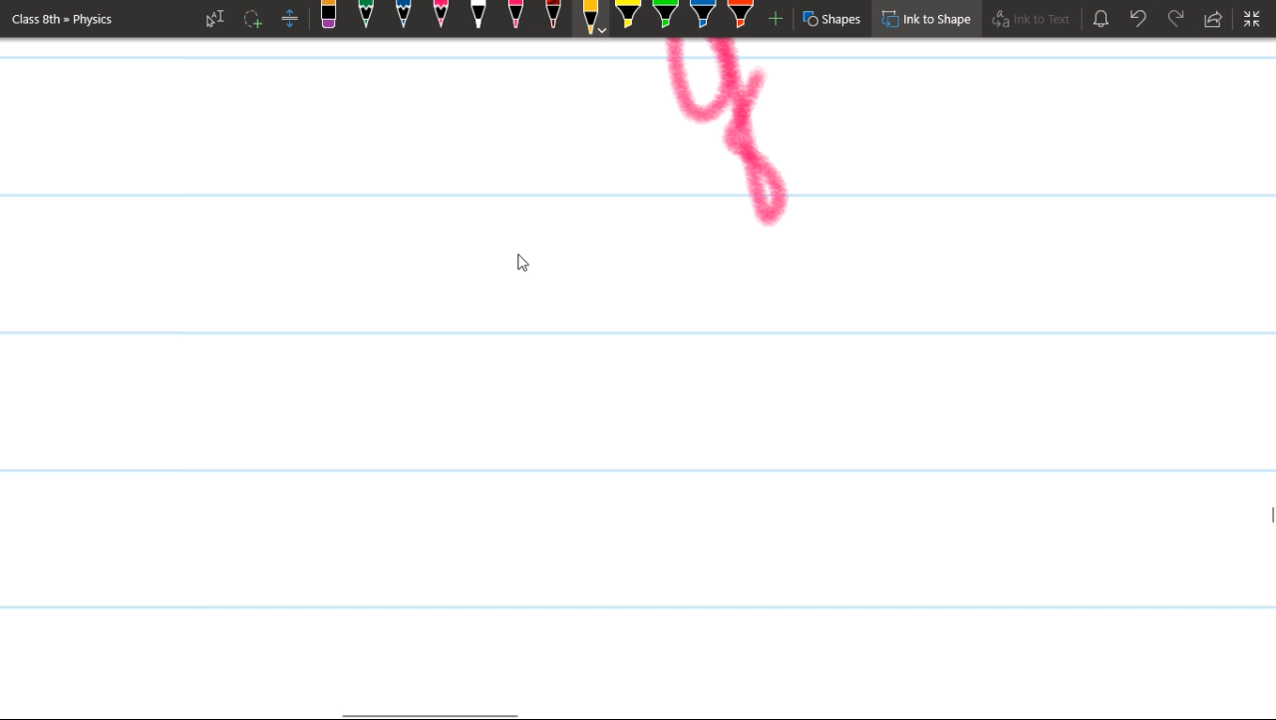 Class 8th » Physics
Shapes
Ink to Shape
Ink to Text